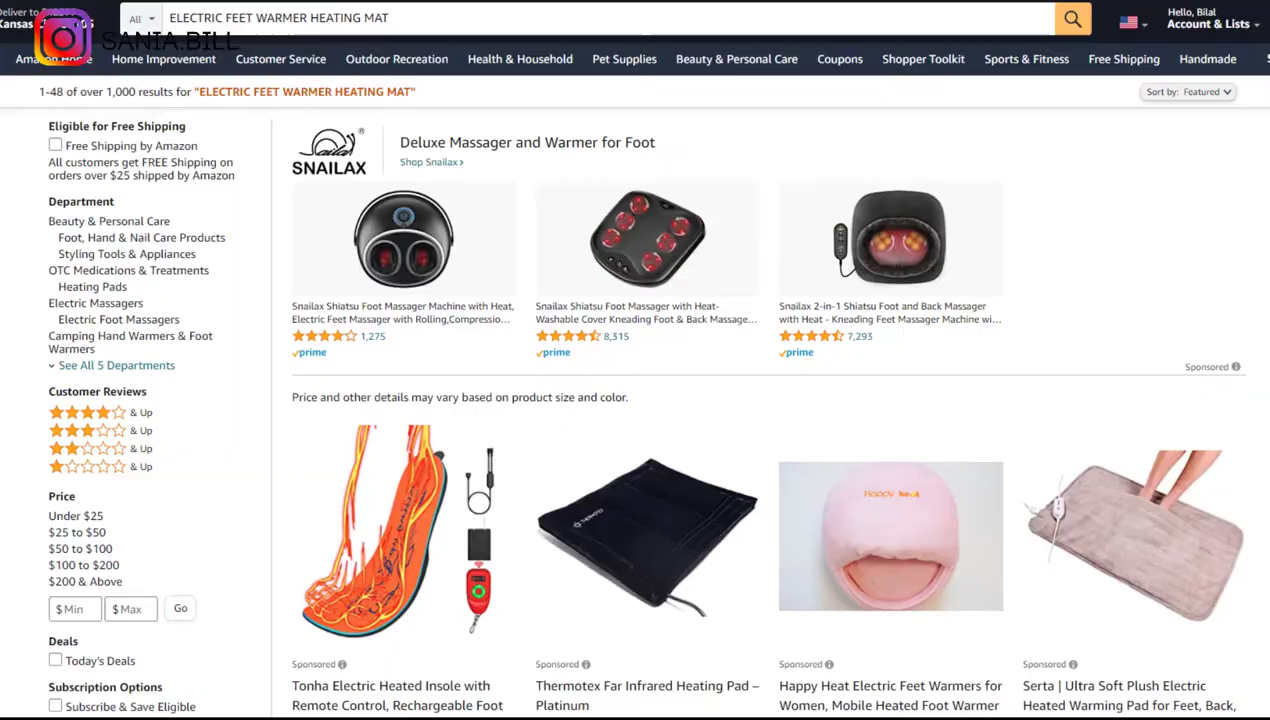 Deliver to
Kansas
SANIA.BILL
All
ELECTRIC FEET WARMER HEATING MAT
Hello, Bilal
Account & Lists
Amazon Home
Home Improvement
Customer Service
Outdoor Recreation
Health & Household
Pet Supplies
Beauty & Personal Care
Coupons
Shopper Toolkit
Sports & Fitness
Free Shipping
Handmade
1-48 of over 1,000 results for "ELECTRIC FEET WARMER HEATING MAT"
Sort by: Featured
Eligible for Free Shipping
Free Shipping by Amazon
All customers get FREE Shipping on
orders over $25 shipped by Amazon
Department
Beauty & Personal Care
Foot, Hand & Nail Care Products
Styling Tools & Appliances
OTC Medications & Treatments
Heating Pads
Electric Massagers
Electric Foot Massagers
Camping Hand Warmers & Foot
Warmers
See All 5 Departments
Customer Reviews
& Up
& Up
& Up
& Up
Price
Under $25
$25 to $50
$50 to $100
$100 to $200
$200 & Above
$ Min
$ Max
Go
Deals
Today's Deals
Subscription Options
Subscribe & Save Eligible
SNAILAX
Deluxe Massager and Warmer for Foot
Shop Snailax ›
Snailax Shiatsu Foot Massager Machine with Heat,
Electric Feet Massager with Rolling,Compressio...
1,275
prime
Snailax Shiatsu Foot Massager with Heat-
Washable Cover Kneading Foot & Back Massage...
8,315
prime
Snailax 2-in-1 Shiatsu Foot and Back Massager
with Heat - Kneading Feet Massager Machine wi...
7,293
prime
Sponsored
Price and other details may vary based on product size and color.
THERMOTEX
Happy heat
Sponsored
Tonha Electric Heated Insole with
Remote Control, Rechargeable Foot
Sponsored
Thermotex Far Infrared Heating Pad –
Platinum
Sponsored
Happy Heat Electric Feet Warmers for
Women, Mobile Heated Foot Warmer
Sponsored
Serta | Ultra Soft Plush Electric
Heated Warming Pad for Feet, Back,